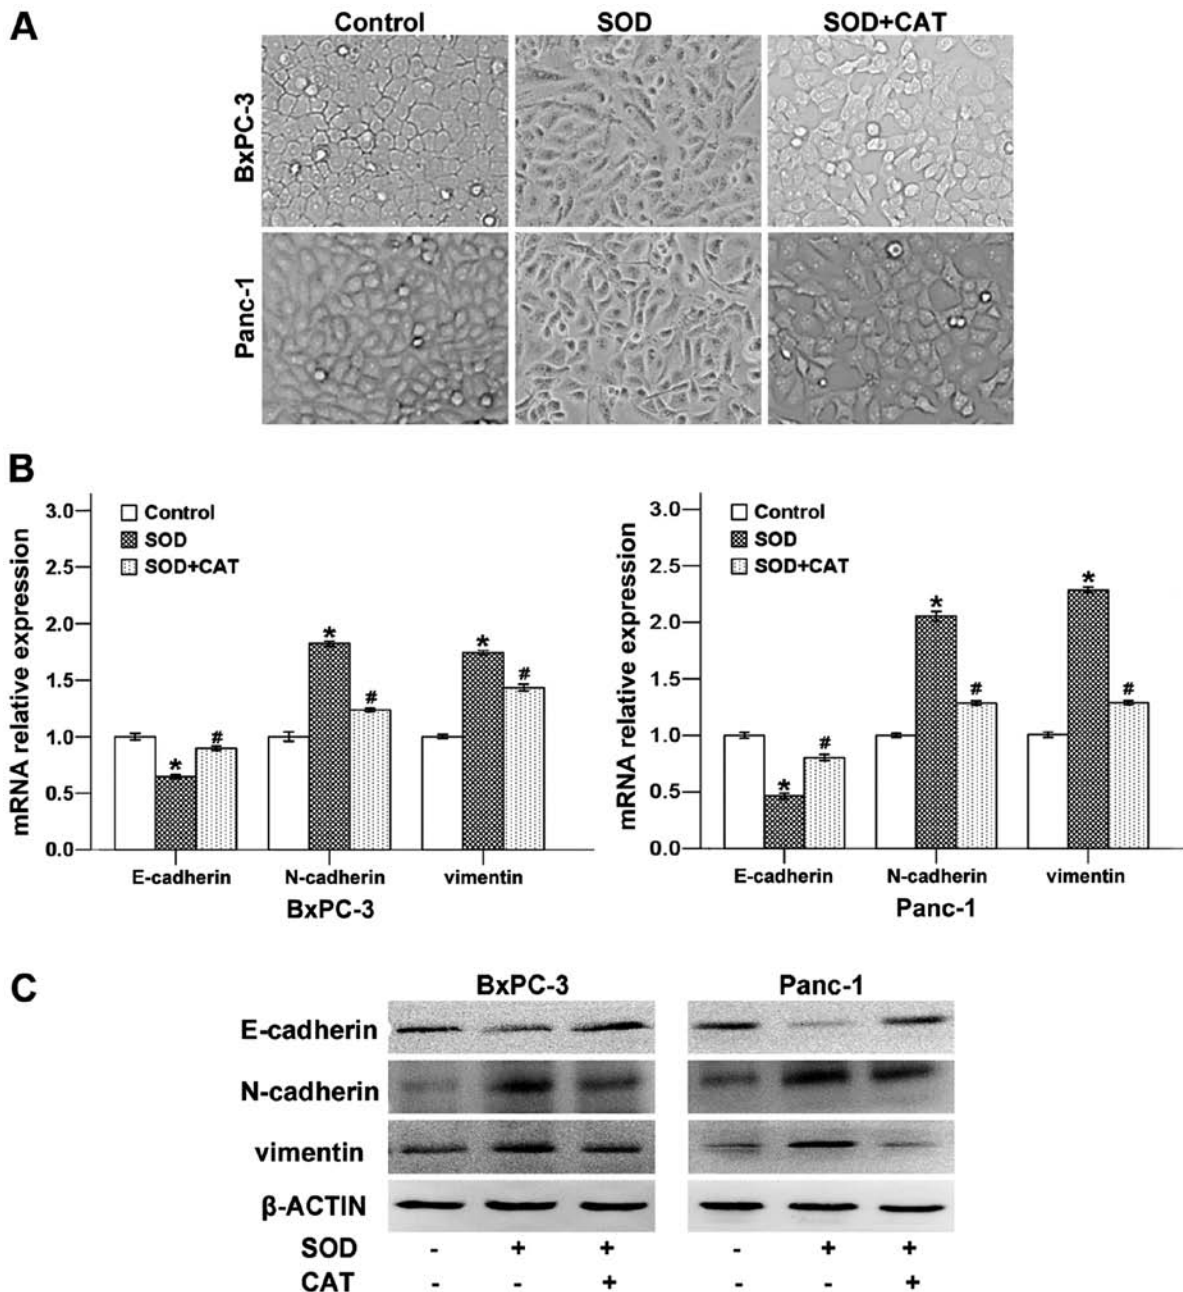 A
Control SOD SOD+CAT
BxPC-3
Panc-1
B
mRNA relative expression
3.0
2.5
2.0
1.5
1.0
0.5
0.0
Control
SOD
SOD+CAT
* # * # * #
E-cadherin N-cadherin vimentin
BxPC-3
mRNA relative expression
3.0
2.5
2.0
1.5
1.0
0.5
0.0
Control
SOD
SOD+CAT
* # * # * #
E-cadherin N-cadherin vimentin
Panc-1
C
BxPC-3 Panc-1
E-cadherin
N-cadherin
vimentin
β-ACTIN
SOD - + + - + +
CAT - - + - - +